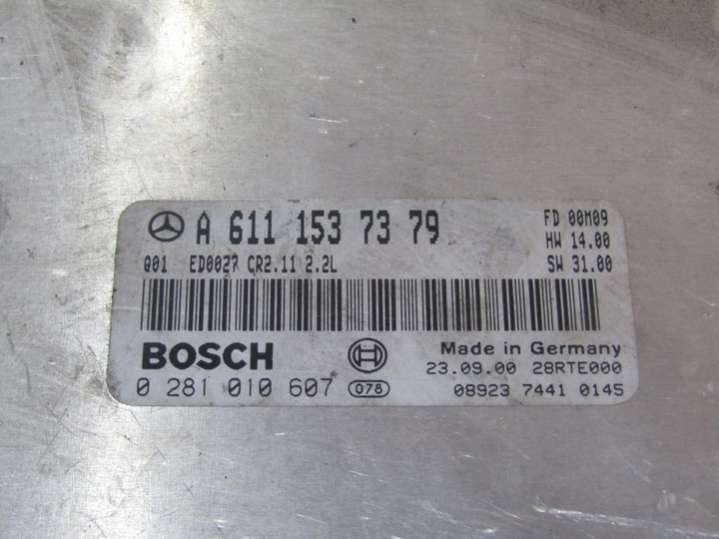 A 611 153 73 79
FD 00M09
HW 14.00
Q01 ED0027 CR2.11 2.2L
SW 31.00
BOSCH
Made in Germany
23.09.00 28RTE000
0 281 010 607 078
08923 7441 0145